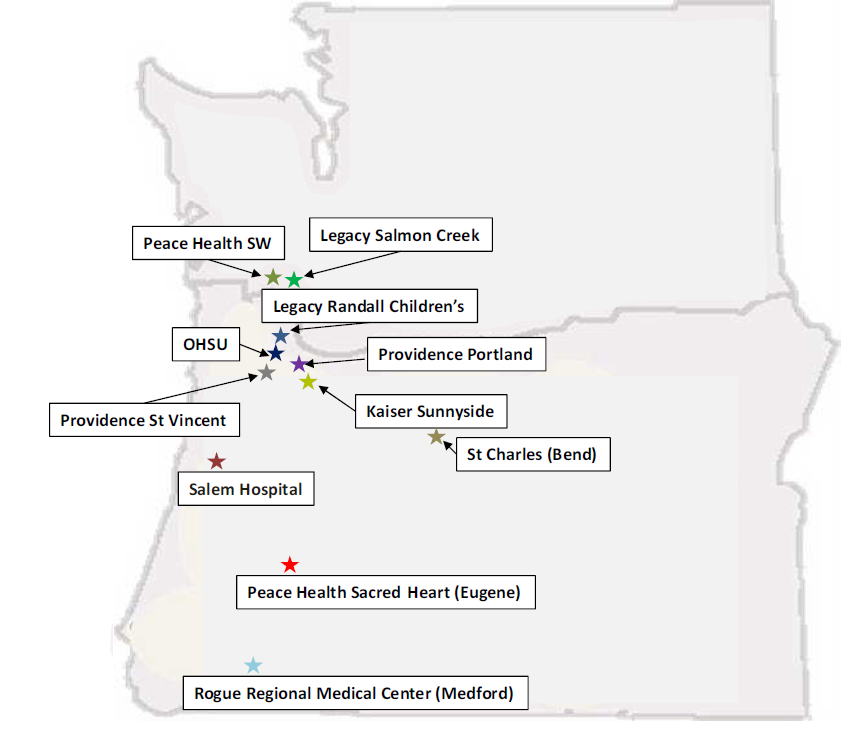 Legacy Salmon Creek
Peace Health SW
Legacy Randall Children’s
OHSU
Providence Portland
Kaiser Sunnyside
Providence St Vincent
St Charles (Bend)
Salem Hospital
Peace Health Sacred Heart (Eugene)
Rogue Regional Medical Center (Medford)